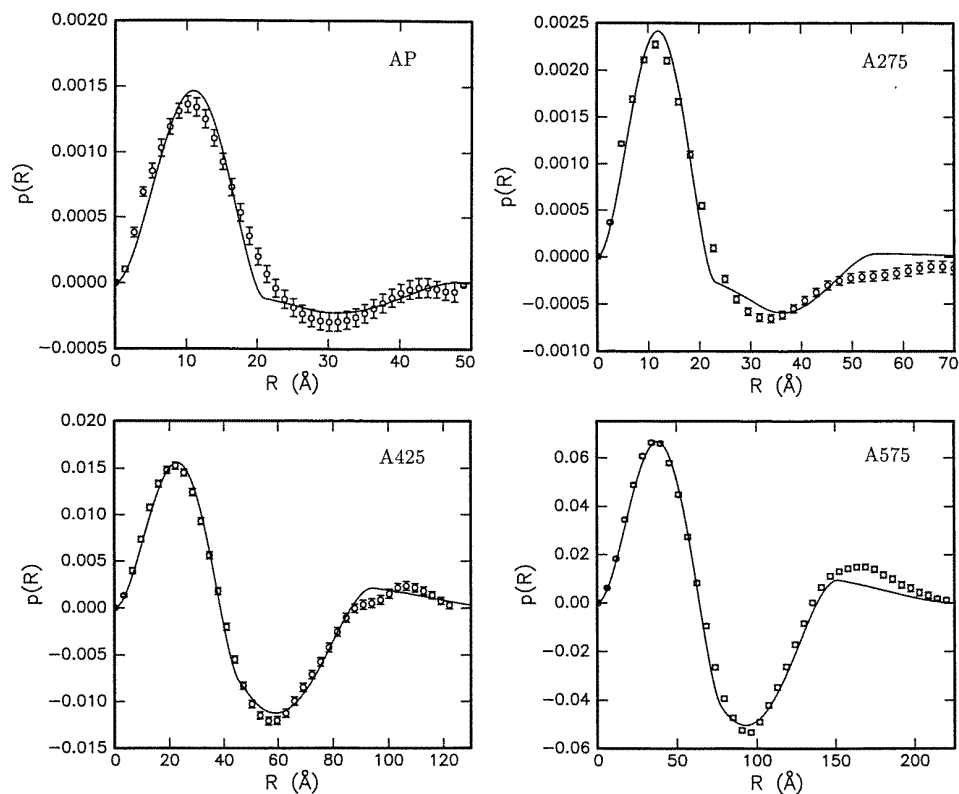 AP
0.0020
0.0015
0.0010
0.0005
0.0000
−0.0005
p(R)
0 10 20 30 40 50
R (Å)
A275
0.0025
0.0020
0.0015
0.0010
0.0005
0.0000
−0.0005
−0.0010
p(R)
0 10 20 30 40 50 60 70
R (Å)
A425
0.020
0.015
0.010
0.005
0.000
−0.005
−0.010
−0.015
p(R)
0 20 40 60 80 100 120
R (Å)
A575
0.06
0.04
0.02
0.00
−0.02
−0.04
−0.06
p(R)
0 50 100 150 200
R (Å)